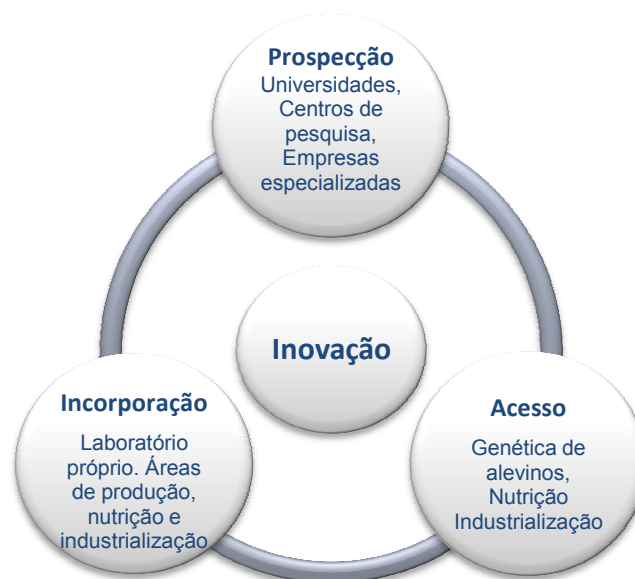 Prospecção
Universidades,
Centros de
pesquisa,
Empresas
especializadas
Inovação
Incorporação
Laboratório
próprio. Áreas
de produção,
nutrição e
industrialização
Acesso
Genética de
alevinos,
Nutrição
Industrialização